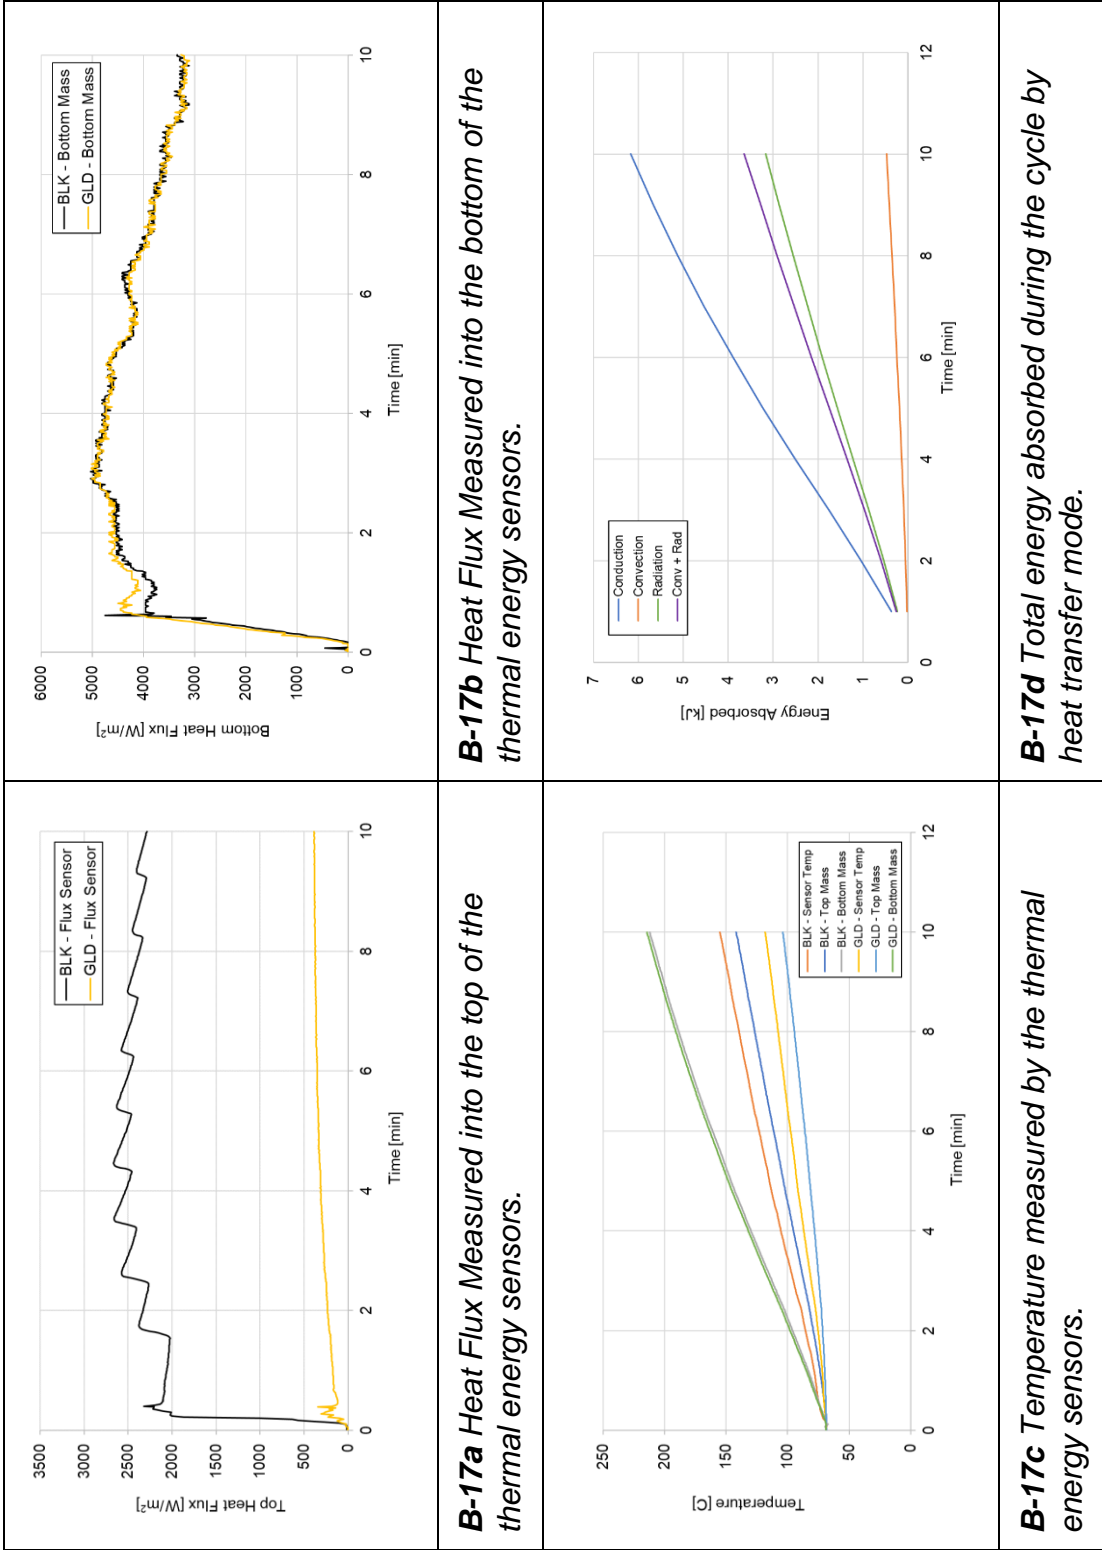 3500
3000
2500
2000
1500
1000
500
0
Top Heat Flux [W/m²]
0
2
4
6
8
10
Time [min]
BLK - Flux Sensor
GLD - Flux Sensor
B-17a Heat Flux Measured into the top of the
thermal energy sensors.
6000
5000
4000
3000
2000
1000
0
Bottom Heat Flux [W/m²]
0
2
4
6
8
10
Time [min]
BLK - Bottom Mass
GLD - Bottom Mass
B-17b Heat Flux Measured into the bottom of the
thermal energy sensors.
250
200
150
100
50
0
Temperature [C]
0
2
4
6
8
10
12
Time [min]
BLK - Sensor Temp
BLK - Top Mass
BLK - Bottom Mass
GLD - Sensor Temp
GLD - Top Mass
GLD - Bottom Mass
B-17c Temperature measured by the thermal
energy sensors.
7
6
5
4
3
2
1
0
Energy Absorbed [kJ]
0
2
4
6
8
10
12
Time [min]
Conduction
Convection
Radiation
Conv + Rad
B-17d Total energy absorbed during the cycle by
heat transfer mode.